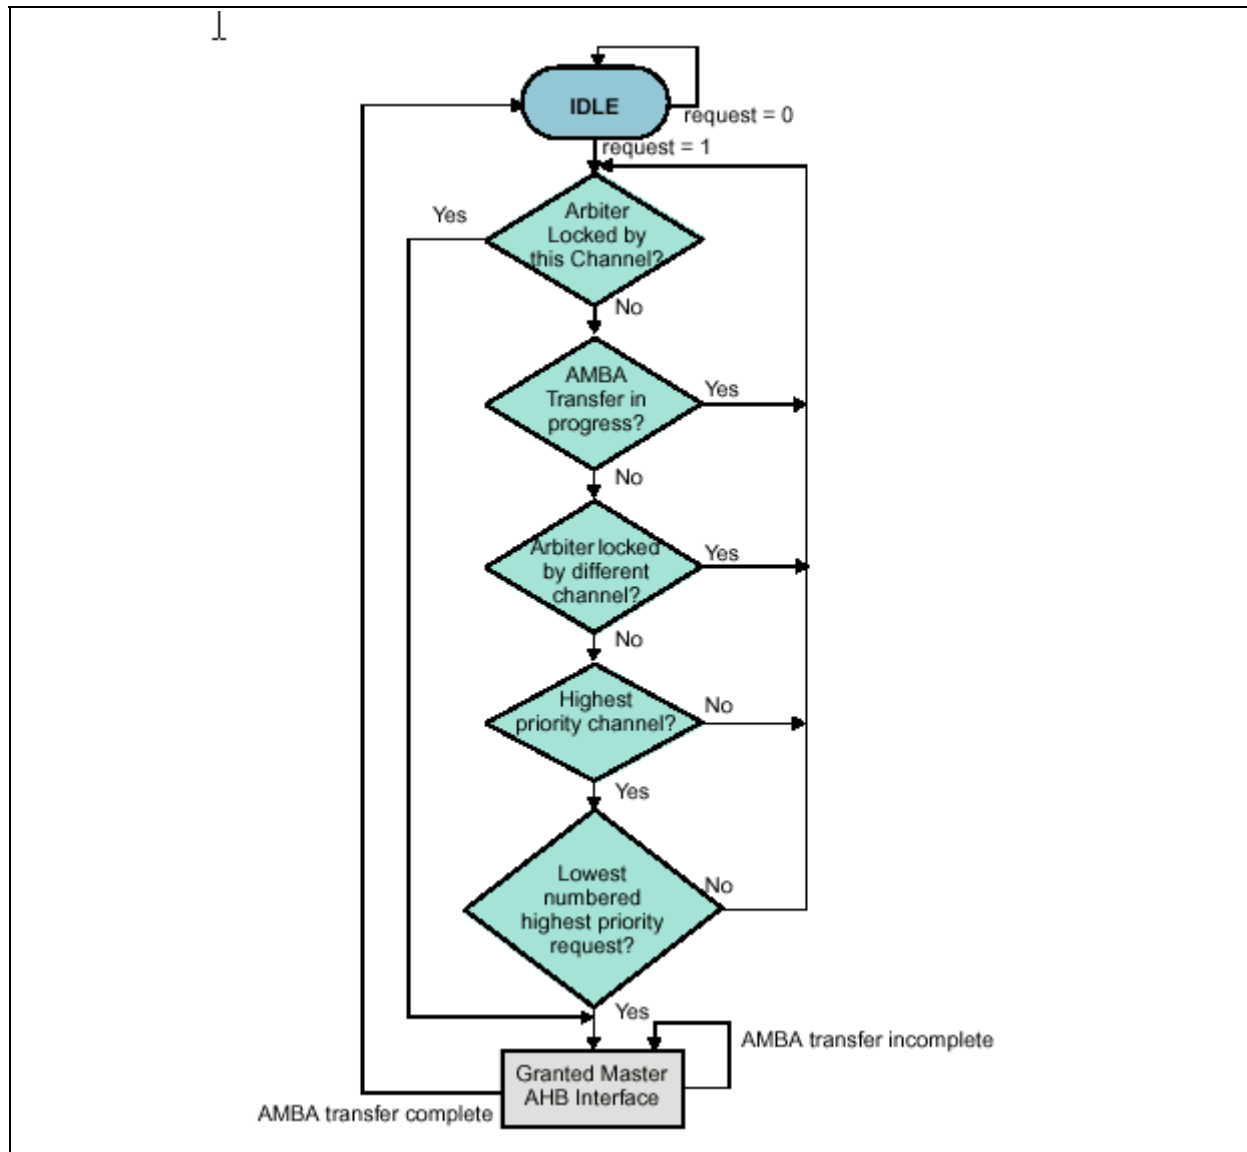 IDLE
request = 0
request = 1
Yes
Arbiter
Locked by
this Channel?
No
AMBA
Transfer in
progress?
Yes
No
Arbiter locked
by different
channel?
Yes
No
Highest
priority channel?
No
Yes
Lowest
numbered
highest priority
request?
No
Yes
AMBA transfer incomplete
Granted Master
AHB Interface
AMBA transfer complete